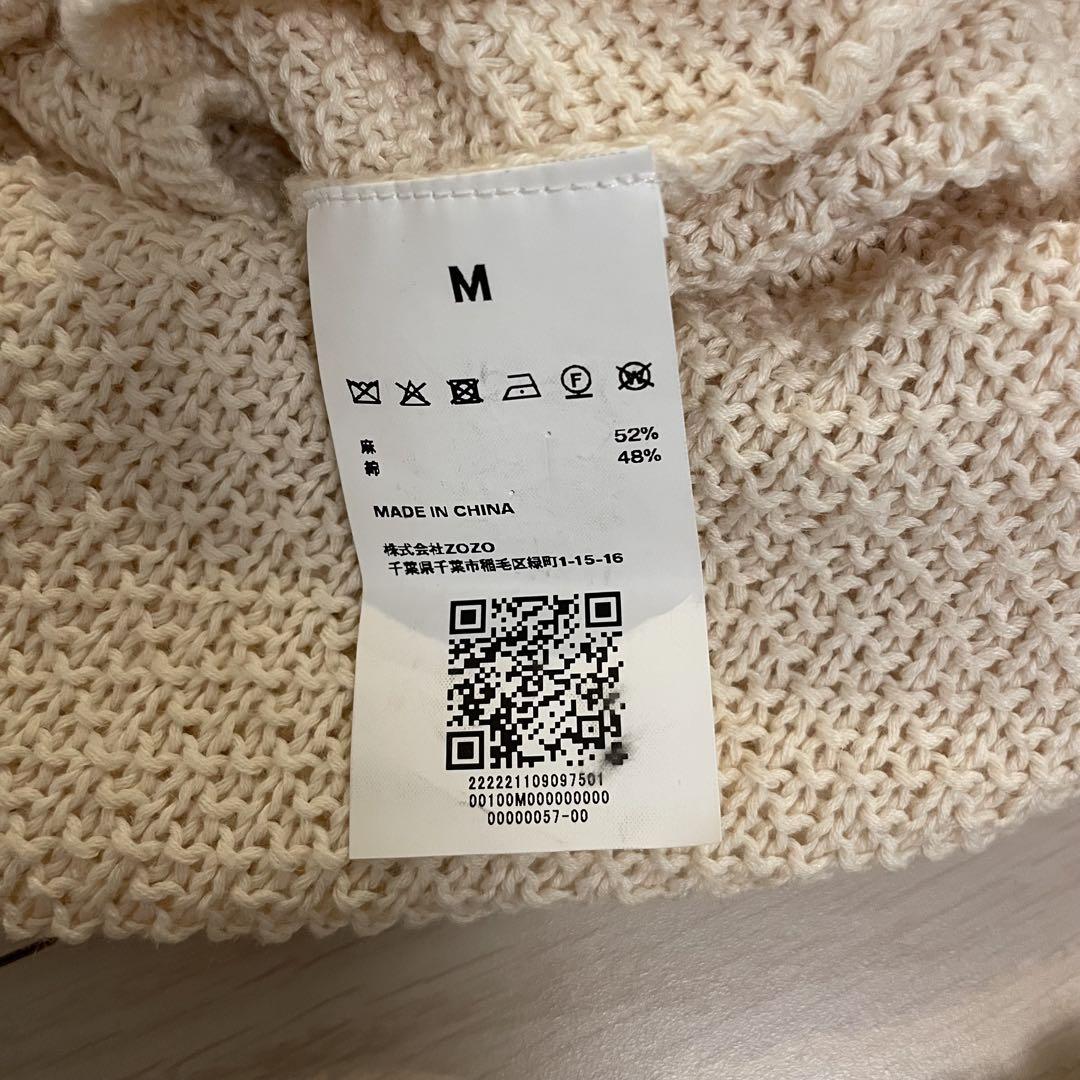 M
麻 52%
綿 48%
MADE IN CHINA
株式会社ZOZO
千葉県千葉市稲毛区緑町1-15-16
222221109097501
00100M000000000
00000057-00